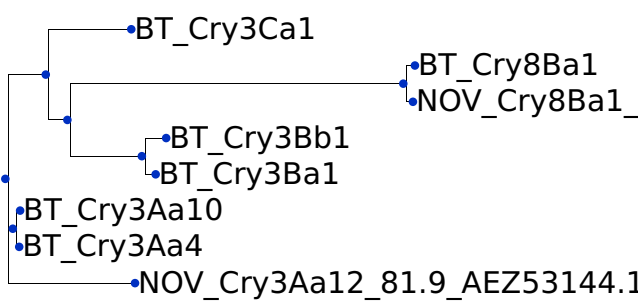 BT_Cry3Ca1
BT_Cry8Ba1
NOV_Cry8Ba1_
BT_Cry3Bb1
BT_Cry3Ba1
BT_Cry3Aa10
BT_Cry3Aa4
NOV_Cry3Aa12_81.9_AEZ53144.1